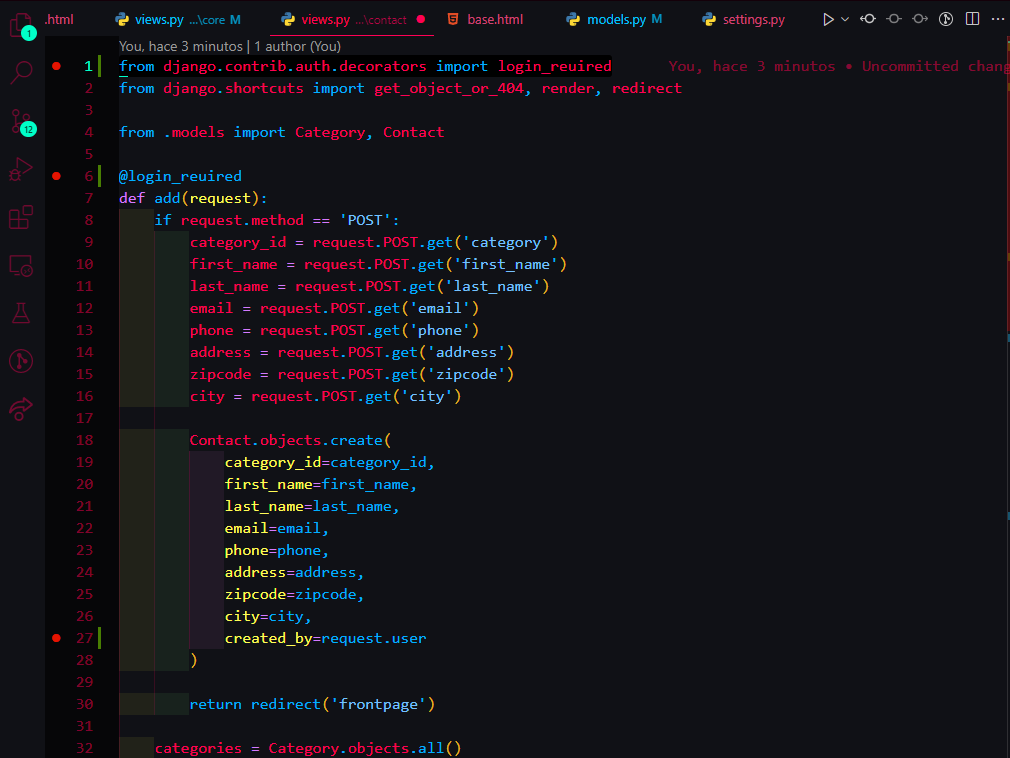 .html views.py ...\core M views.py ...\contact base.html models.py M settings.py
1
12
You, hace 3 minutos | 1 author (You)
1 from django.contrib.auth.decorators import login_reuired You, hace 3 minutos • Uncommitted chang
2 from django.shortcuts import get_object_or_404, render, redirect
3
4 from .models import Category, Contact
5
6 @login_reuired
7 def add(request):
8 if request.method == 'POST':
9 category_id = request.POST.get('category')
10 first_name = request.POST.get('first_name')
11 last_name = request.POST.get('last_name')
12 email = request.POST.get('email')
13 phone = request.POST.get('phone')
14 address = request.POST.get('address')
15 zipcode = request.POST.get('zipcode')
16 city = request.POST.get('city')
17
18 Contact.objects.create(
19 category_id=category_id,
20 first_name=first_name,
21 last_name=last_name,
22 email=email,
23 phone=phone,
24 address=address,
25 zipcode=zipcode,
26 city=city,
27 created_by=request.user
28 )
29
30 return redirect('frontpage')
31
32 categories = Category.objects.all()